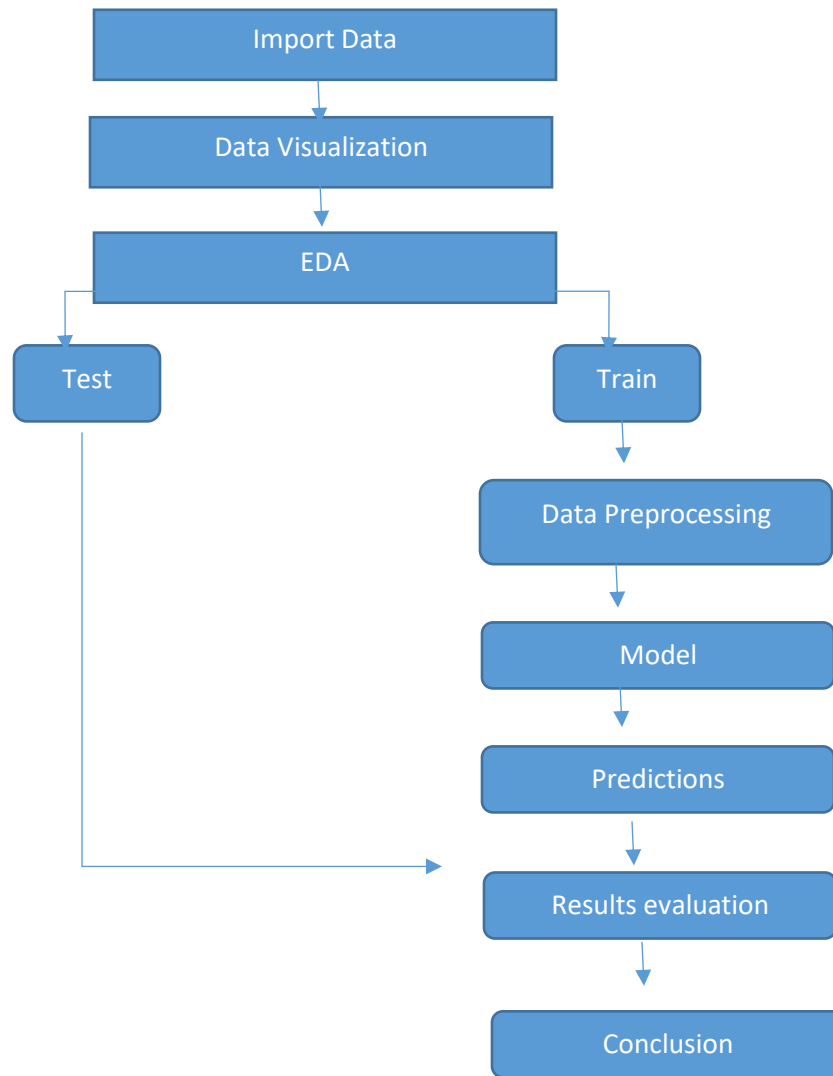 Import Data
Data Visualization
EDA
Test
Train
Data Preprocessing
Model
Predictions
Results evaluation
Conclusion